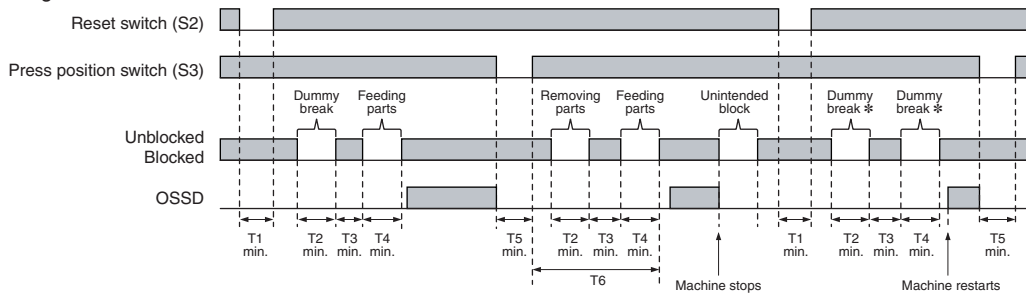 Reset switch (S2)
Press position switch (S3)
Dummy break
Feeding parts
Removing parts
Feeding parts
Unintended block
Dummy break *
Dummy break *
Unblocked
Blocked
OSSD
T1 min.
T2 min.
T3 min.
T4 min.
T5 min.
T2 min.
T3 min.
T4 min.
T1 min.
T2 min.
T3 min.
T4 min.
T5 min.
T6
Machine stops
Machine restarts